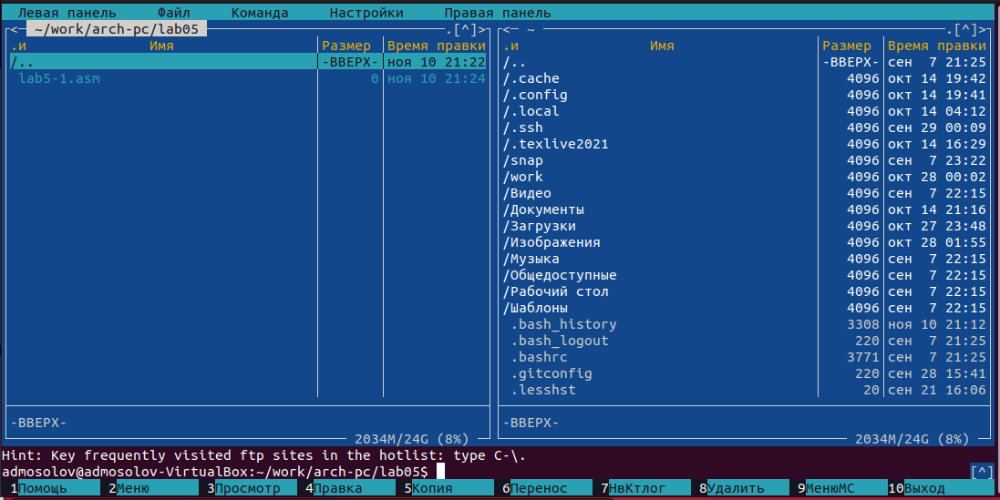 Левая панель Файл Команда Настройки Правая панель
<─ ~/work/arch-pc/lab05 ─.[^]>
.и Имя Размер Время правки
/.. -ВВЕРХ- ноя 10 21:22
lab5-1.asm 0 ноя 10 21:24
-ВВЕРХ-
2034M/24G (8%)
<─ ~ ─.[^]>
.и Имя Размер Время правки
/.. -ВВЕРХ- сен 7 21:25
/.cache 4096 окт 14 19:42
/.config 4096 окт 14 19:41
/.local 4096 окт 14 04:12
/.ssh 4096 сен 29 00:09
/.texlive2021 4096 окт 14 16:29
/snap 4096 сен 7 23:22
/work 4096 окт 28 00:02
/Видео 4096 сен 7 22:15
/Документы 4096 окт 14 21:16
/Загрузки 4096 окт 27 23:48
/Изображения 4096 окт 28 01:55
/Музыка 4096 сен 7 22:15
/Общедоступные 4096 сен 7 22:15
/Рабочий стол 4096 сен 7 22:15
/Шаблоны 4096 сен 7 22:15
.bash_history 3308 ноя 10 21:12
.bash_logout 220 сен 7 21:25
.bashrc 3771 сен 7 21:25
.gitconfig 220 сен 28 15:41
.lesshst 20 сен 21 16:06
-ВВЕРХ-
2034M/24G (8%)
Hint: Key frequently visited ftp sites in the hotlist: type C-\.
admosolov@admosolov-VirtualBox:~/work/arch-pc/lab05$ [^]
1Помощь 2Меню 3Просмотр 4Правка 5Копия 6Перенос 7НвКтлог 8Удалить 9МенюМС 10Выход